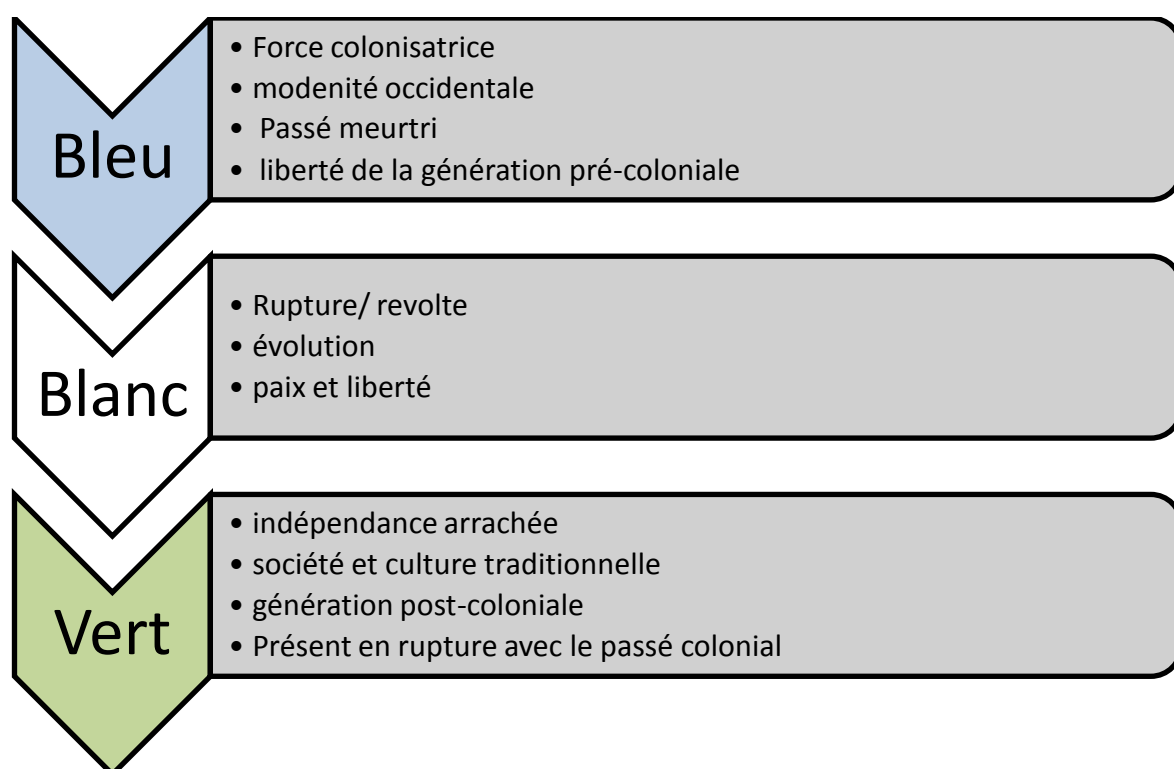 Bleu
• Force colonisatrice
• modenité occidentale
• Passé meurtri
• liberté de la génération pré-coloniale
Blanc
• Rupture/ revolte
• évolution
• paix et liberté
Vert
• indépendance arrachée
• société et culture traditionnelle
• génération post-coloniale
• Présent en rupture avec le passé colonial